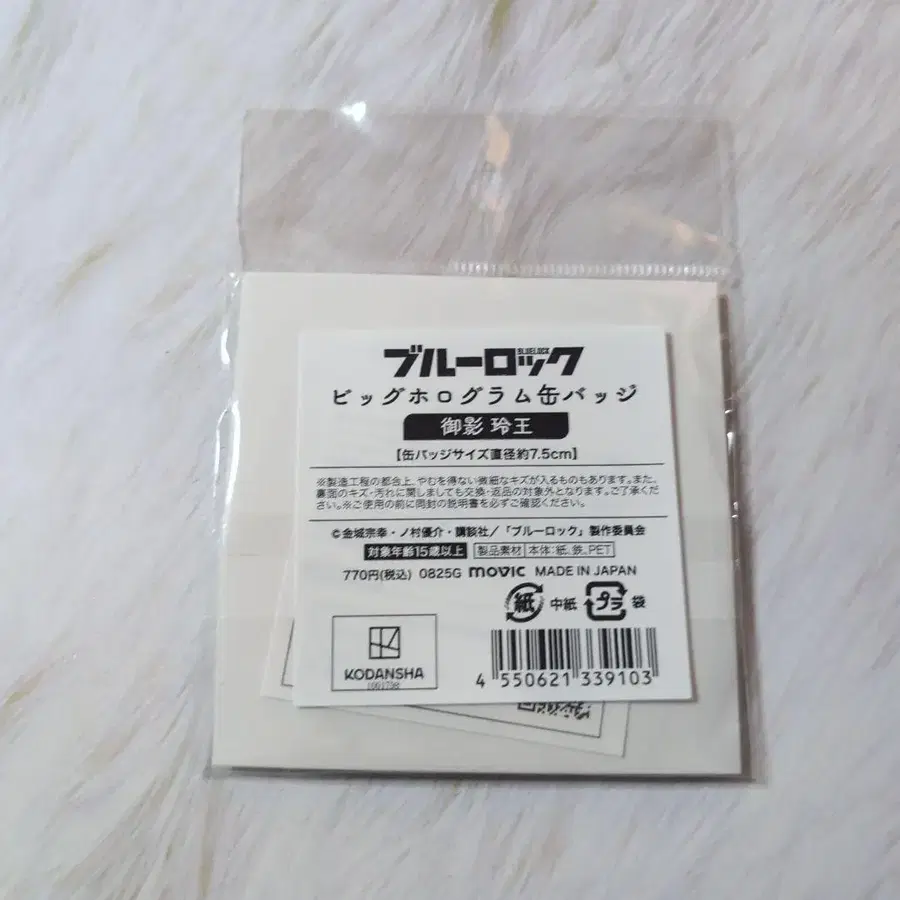 ブルーロック
BLUELOCK
ビッグホログラム缶バッジ
御影 玲王
【缶バッジサイズ直径約7.5cm】
※製造工程の都合上、やむを得ない微細なキズが入るものもあります。また、
裏面のキズ・汚れに関しましても交換・返品の対象外となります。ご了承くだ
さい。※ご使用の前に同封の説明書を必ずご確認ください。
©金城宗幸・ノ村優介・講談社/「ブルーロック」製作委員会
対象年齢15歳以上 製品素材 本体:紙、鉄、PET
770円(税込) 0825G movic MADE IN JAPAN
紙 中紙 プラ 袋
KODANSHA
4 550621 339103